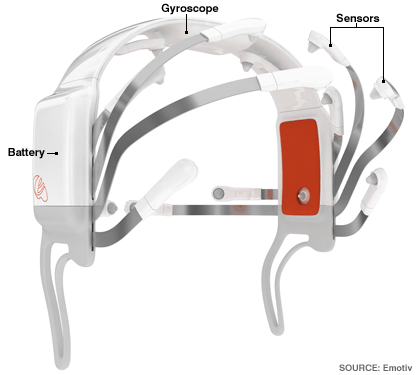 Gyroscope
Sensors
Battery
SOURCE: Emotiv